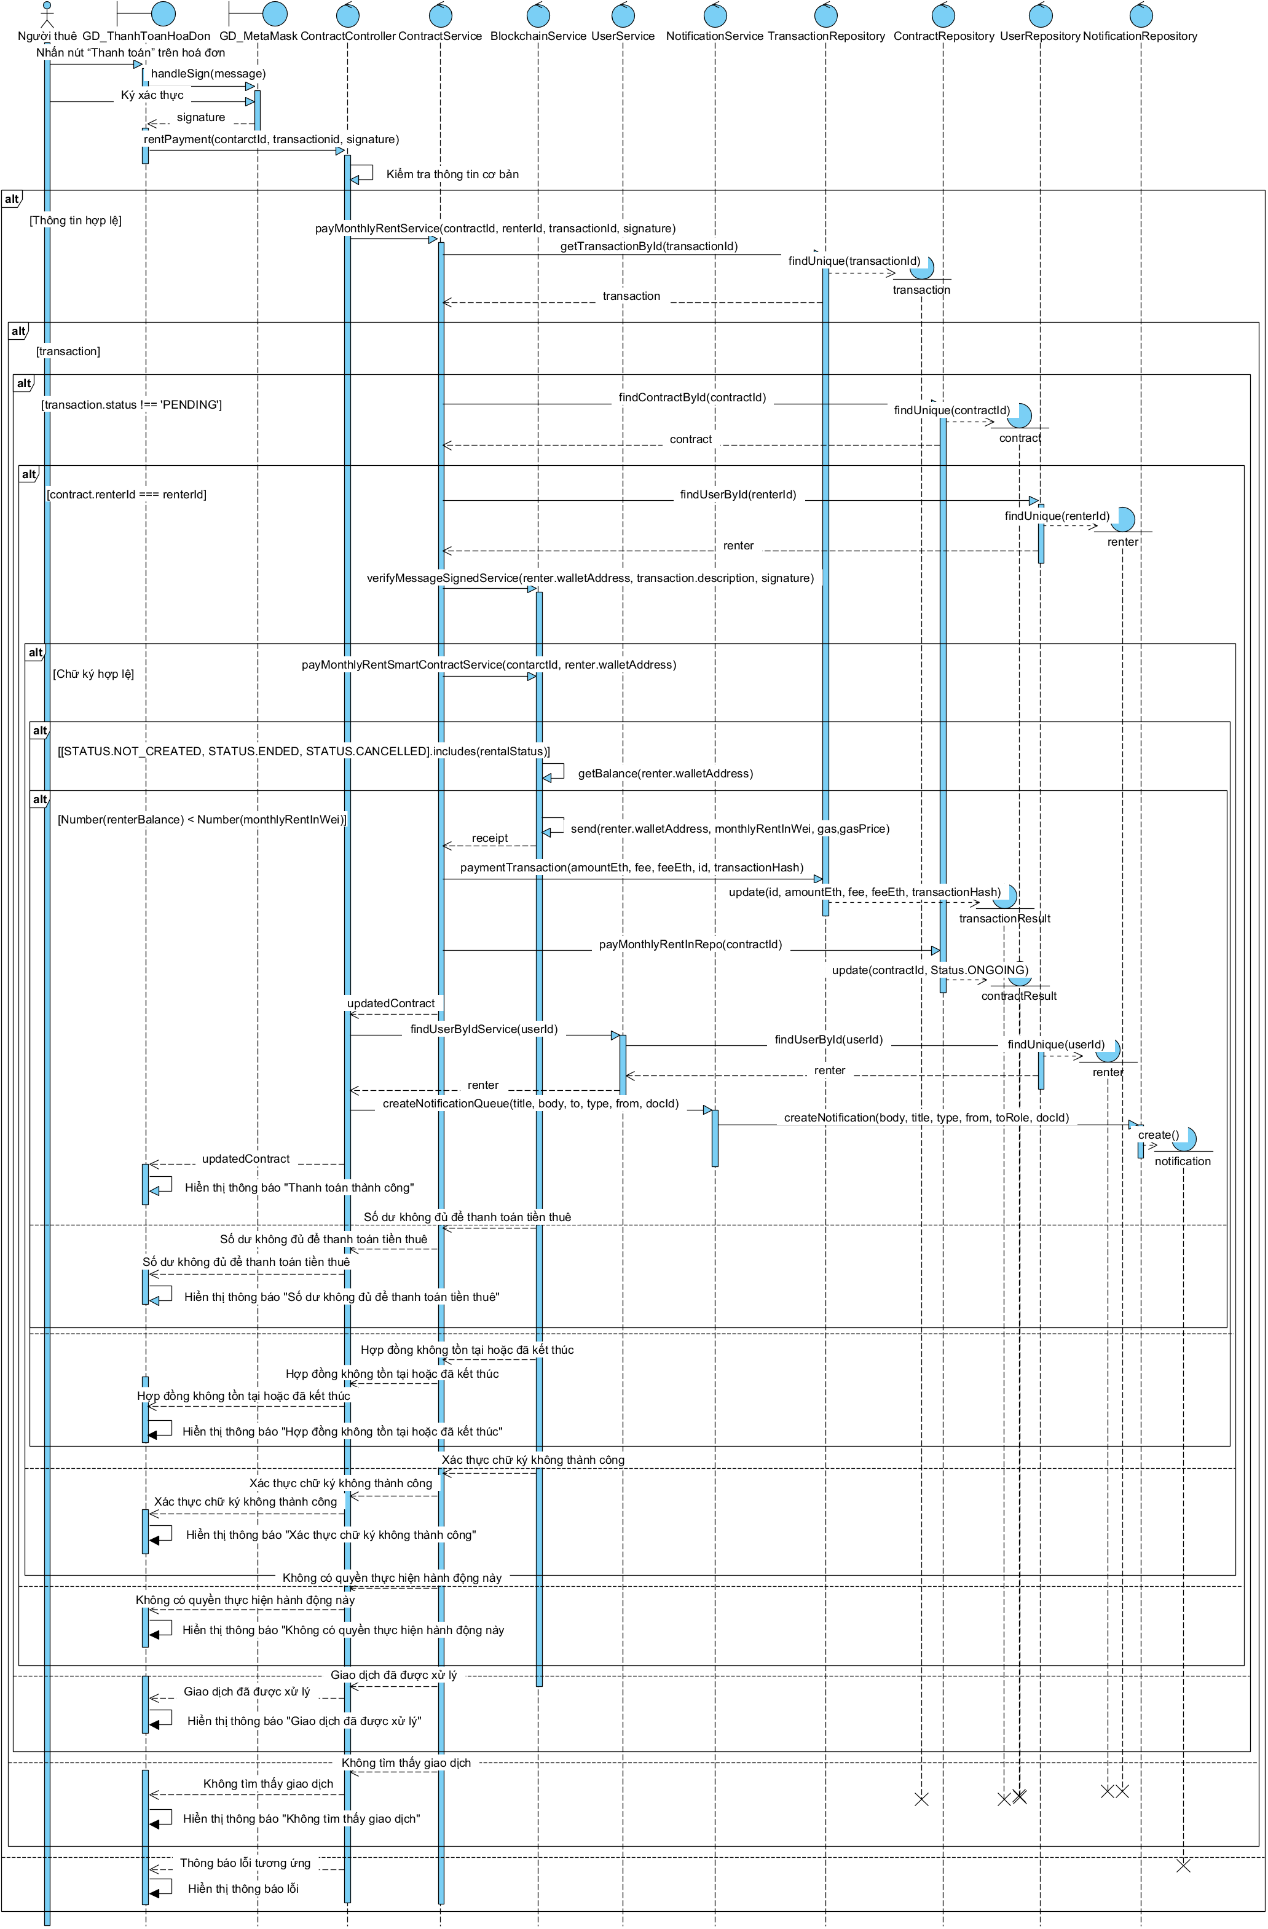 Người thuê
GD_ThanhToanHoaDon
GD_MetaMask
ContractController
ContractService
BlockchainService
UserService
NotificationService
TransactionRepository
ContractRepository
UserRepository
NotificationRepository
Nhấn nút “Thanh toán” trên hoá đơn
handleSign(message)
Ký xác thực
signature
rentPayment(contarctId, transactionid, signature)
Kiểm tra thông tin cơ bản
alt
[Thông tin hợp lệ]
payMonthlyRentService(contractId, renterId, transactionId, signature)
getTransactionById(transactionId)
findUnique(transactionId)
transaction
transaction
alt
[transaction]
alt
[transaction.status !== 'PENDING']
findContractById(contractId)
findUnique(contractId)
contract
contract
alt
[contract.renterId === renterId]
findUserById(renterId)
findUnique(renterId)
renter
renter
verifyMessageSignedService(renter.walletAddress, transaction.description, signature)
alt
[Chữ ký hợp lệ]
payMonthlyRentSmartContractService(contarctId, renter.walletAddress)
alt
[[STATUS.NOT_CREATED, STATUS.ENDED, STATUS.CANCELLED].includes(rentalStatus)]
getBalance(renter.walletAddress)
alt
[Number(renterBalance) < Number(monthlyRentInWei)]
send(renter.walletAddress, monthlyRentInWei, gas,gasPrice)
receipt
paymentTransaction(amountEth, fee, feeEth, id, transactionHash)
update(id, amountEth, fee, feeEth, transactionHash)
transactionResult
payMonthlyRentInRepo(contractId)
update(contractId, Status.ONGOING)
contractResult
updatedContract
findUserByIdService(userId)
findUserById(userId)
findUnique(userId)
renter
renter
renter
createNotificationQueue(title, body, to, type, from, docId)
createNotification(body, title, type, from, toRole, docId)
create()
notification
updatedContract
Hiển thị thông báo "Thanh toán thành công"
Số dư không đủ để thanh toán tiền thuê
Số dư không đủ để thanh toán tiền thuê
Số dư không đủ để thanh toán tiền thuê
Hiển thị thông báo "Số dư không đủ để thanh toán tiền thuê"
Hợp đồng không tồn tại hoặc đã kết thúc
Hợp đồng không tồn tại hoặc đã kết thúc
Hợp đồng không tồn tại hoặc đã kết thúc
Hiển thị thông báo "Hợp đồng không tồn tại hoặc đã kết thúc"
Xác thực chữ ký không thành công
Xác thực chữ ký không thành công
Xác thực chữ ký không thành công
Hiển thị thông báo "Xác thực chữ ký không thành công"
Không có quyền thực hiện hành động này
Không có quyền thực hiện hành động này
Hiển thị thông báo "Không có quyền thực hiện hành động này
Giao dịch đã được xử lý
Giao dịch đã được xử lý
Hiển thị thông báo "Giao dịch đã được xử lý"
Không tìm thấy giao dịch
Không tìm thấy giao dịch
Hiển thị thông báo "Không tìm thấy giao dịch"
Thông báo lỗi tương ứng
Hiển thị thông báo lỗi